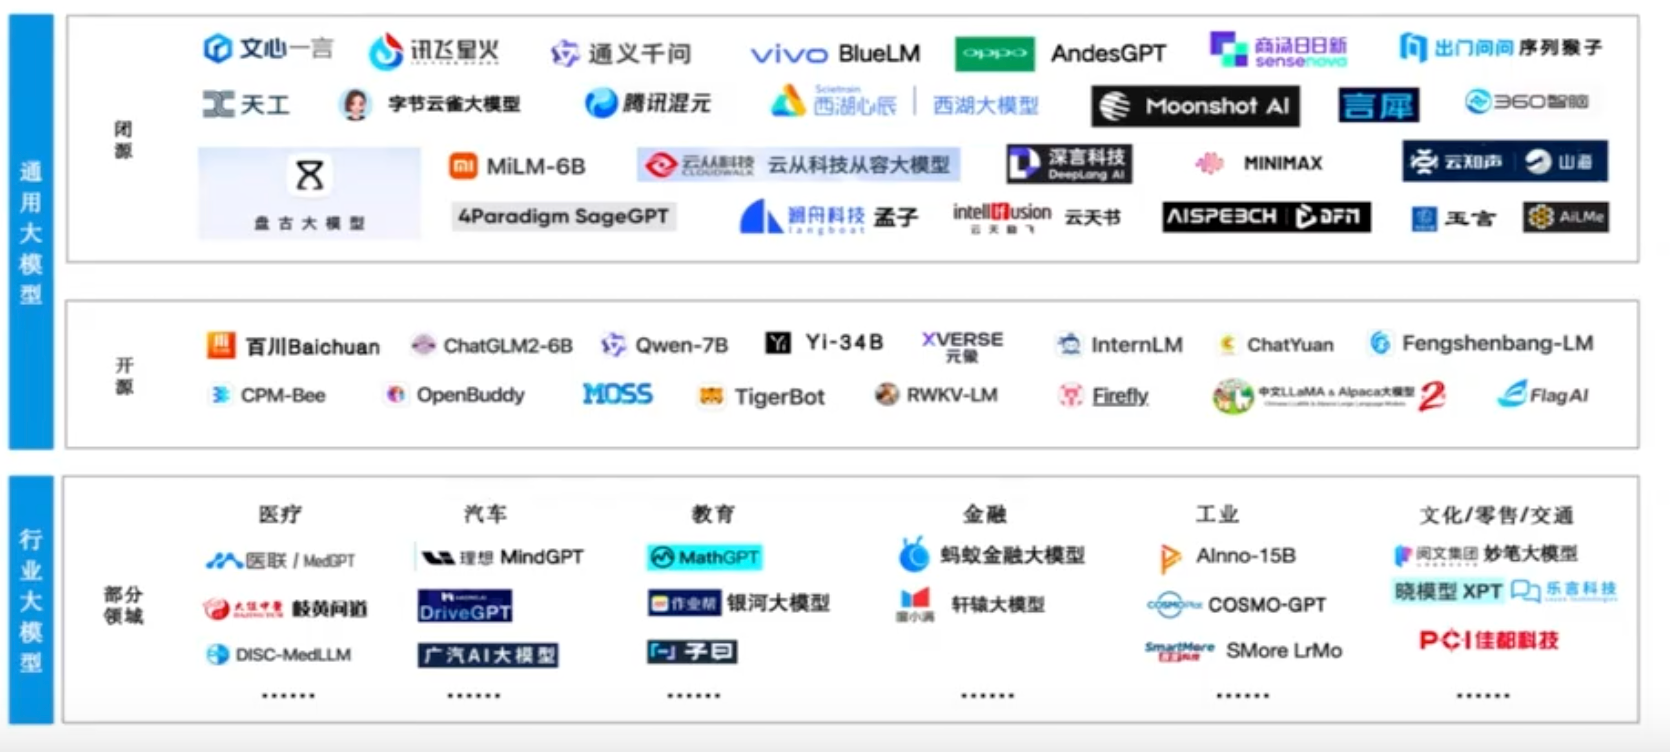 通用大模型
闭源
文心一言 讯飞星火 通义千问 vivo BlueLM oppo AndesGPT 商汤日日新 sensenova 出门问问 序列猴子
天工 字节云雀大模型 腾讯混元 Scietrain 西湖心辰 西湖大模型 Moonshot AI 言犀 360智脑
盘古大模型 MiLM-6B 云从科技 CLOUDWALK 云从科技从容大模型 深言科技 DeepLang AI MINIMAX 云知声 山海
4Paradigm SageGPT 澜舟科技 langboat 孟子 intellifusion 云天励飞 云天书 AISPEECH DFM 玉言 AiLMe
开源
百川Baichuan ChatGLM2-6B Qwen-7B Yi Yi-34B XVERSE 元象 InternLM ChatYuan Fengshenbang-LM
CPM-Bee OpenBuddy MOSS TigerBot RWKV-LM Firefly 中文LLaMA & Alpaca大模型 2 FlagAI
行业大模型
部分领域
医疗 汽车 教育 金融 工业 文化/零售/交通
医联 / MedGPT 理想 MindGPT MathGPT 蚂蚁金融大模型 AInno-15B 阅文集团 妙笔大模型
大经中医 岐黄问道 DriveGPT 作业帮 银河大模型 度小满 轩辕大模型 COSMOPlat COSMO-GPT 晓模型 XPT 乐言科技
DISC-MedLLM 广汽AI大模型 子曰 SmartMore SMore LrMo PCI佳都科技
…… …… …… …… …… ……